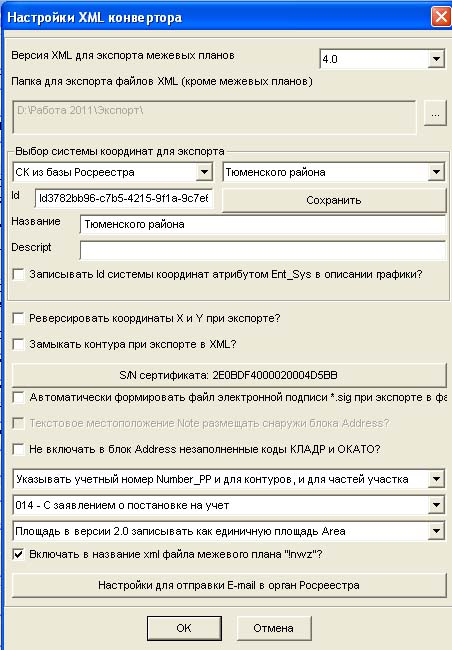 Настройки XML конвертора
Версия XML для экспорта межевых планов
4.0
Папка для экспорта файлов XML (кроме межевых планов)
D:\Работа 2011\Экспорт\
...
Выбор системы координат для экспорта
СК из базы Росреестра
Тюменского района
Id
Id3782bb96-c7b5-4215-9f1a-9c7e6
Сохранить
Название
Тюменского района
Descript
Записывать Id системы координат атрибутом Ent_Sys в описании графики?
Реверсировать координаты X и Y при экспорте?
Замыкать контура при экспорте в XML?
S/N сертификата: 2E0BDF4000020004D5BB
Автоматически формировать файл электронной подписи *.sig при экспорте в фа
Текстовое местоположение Note размещать снаружи блока Address?
Не включать в блок Address незаполненные коды КЛАДР и ОКАТО?
Указывать учетный номер Number_PP и для контуров, и для частей участка
014 - С заявлением о постановке на учет
Площадь в версии 2.0 записывать как единичную площадь Area
Включать в название xml файла межевого плана "!nwz"?
Настройки для отправки E-mail в орган Росреестра
OK
Отмена